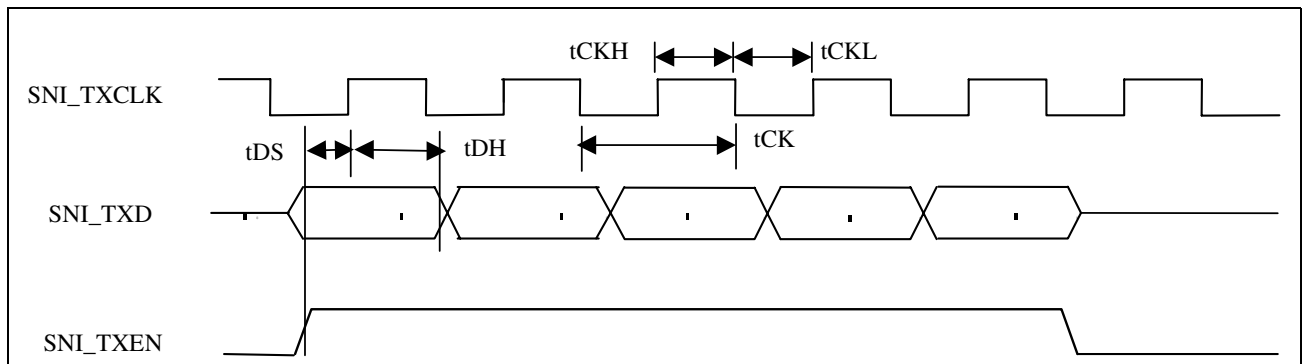 tCKH tCKL
SNI_TXCLK
tDS tDH tCK
SNI_TXD
SNI_TXEN